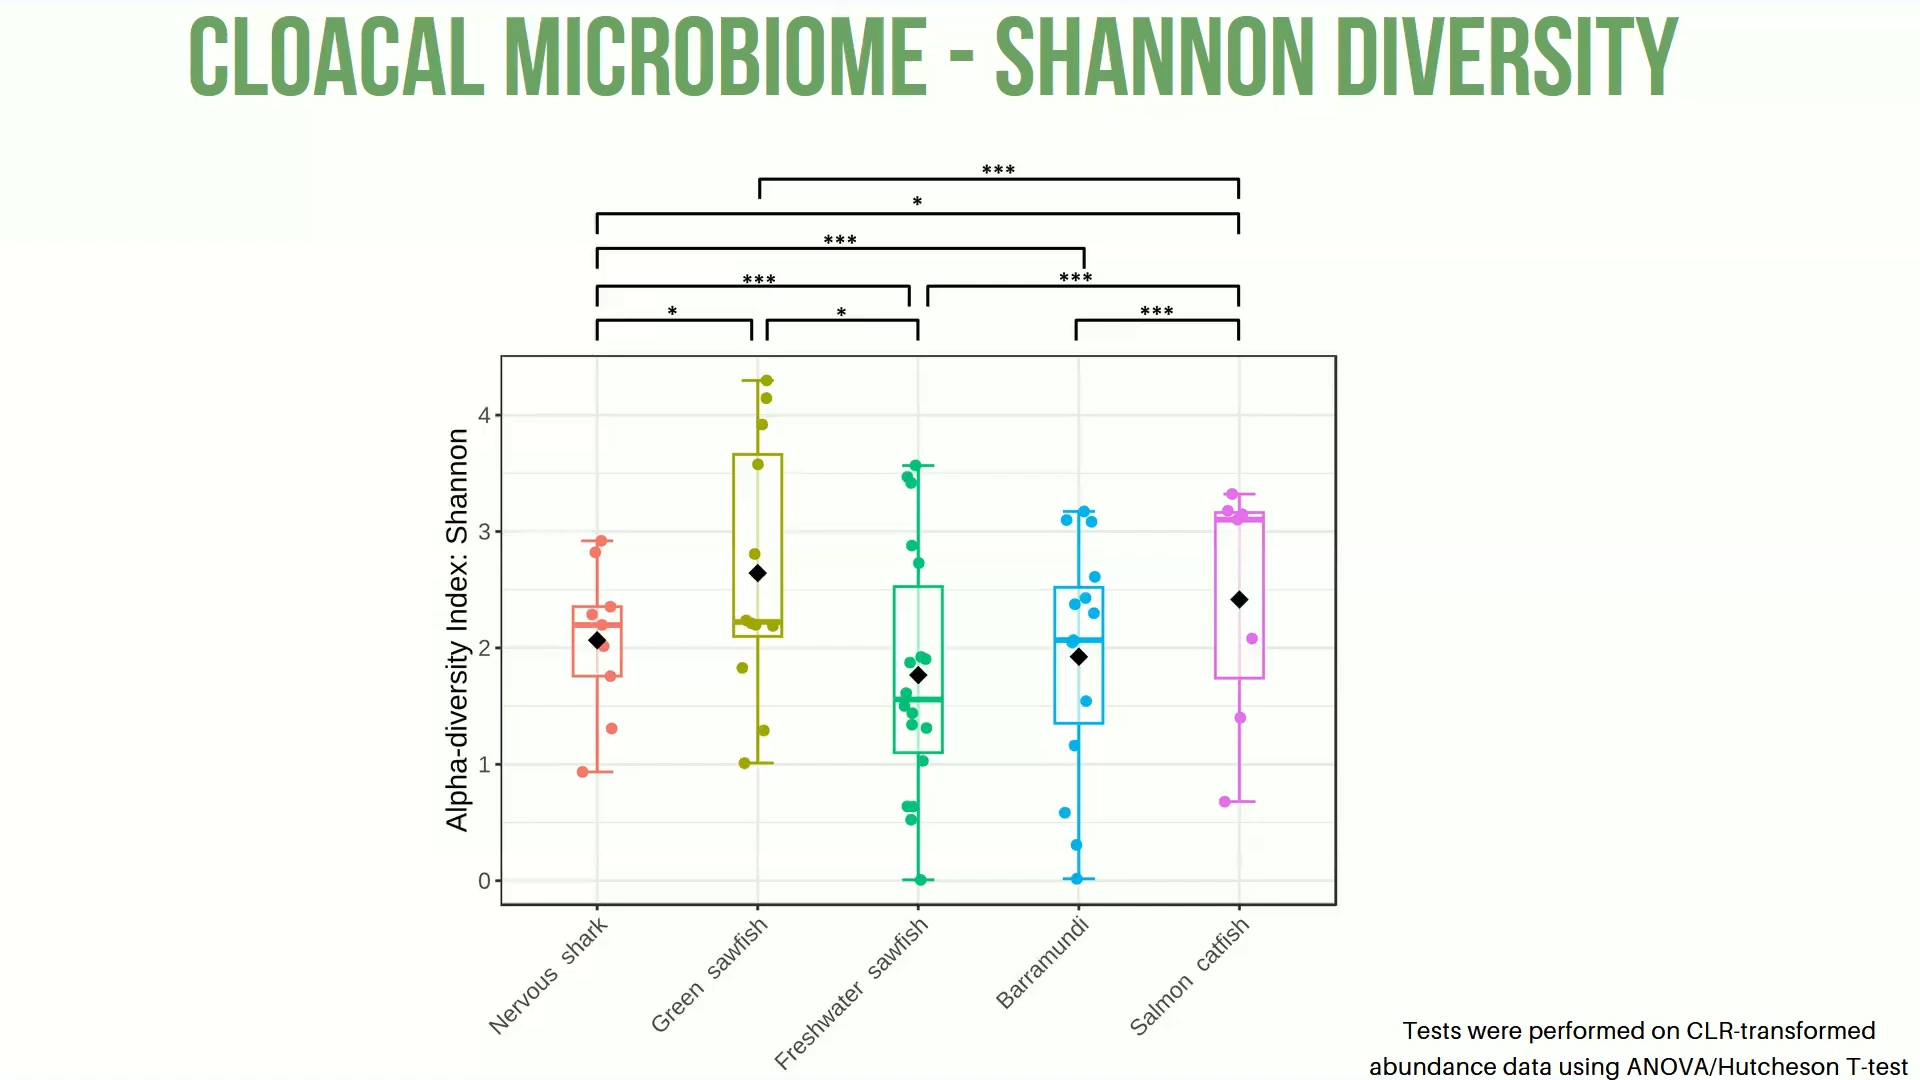 CLOACAL MICROBIOME - SHANNON DIVERSITY
***
*
***
***
***
*
*
***
Alpha-diversity Index: Shannon
4
3
2
1
0
Nervous shark
Green sawfish
Freshwater sawfish
Barramundi
Salmon catfish
Tests were performed on CLR-transformed
abundance data using ANOVA/Hutcheson T-test